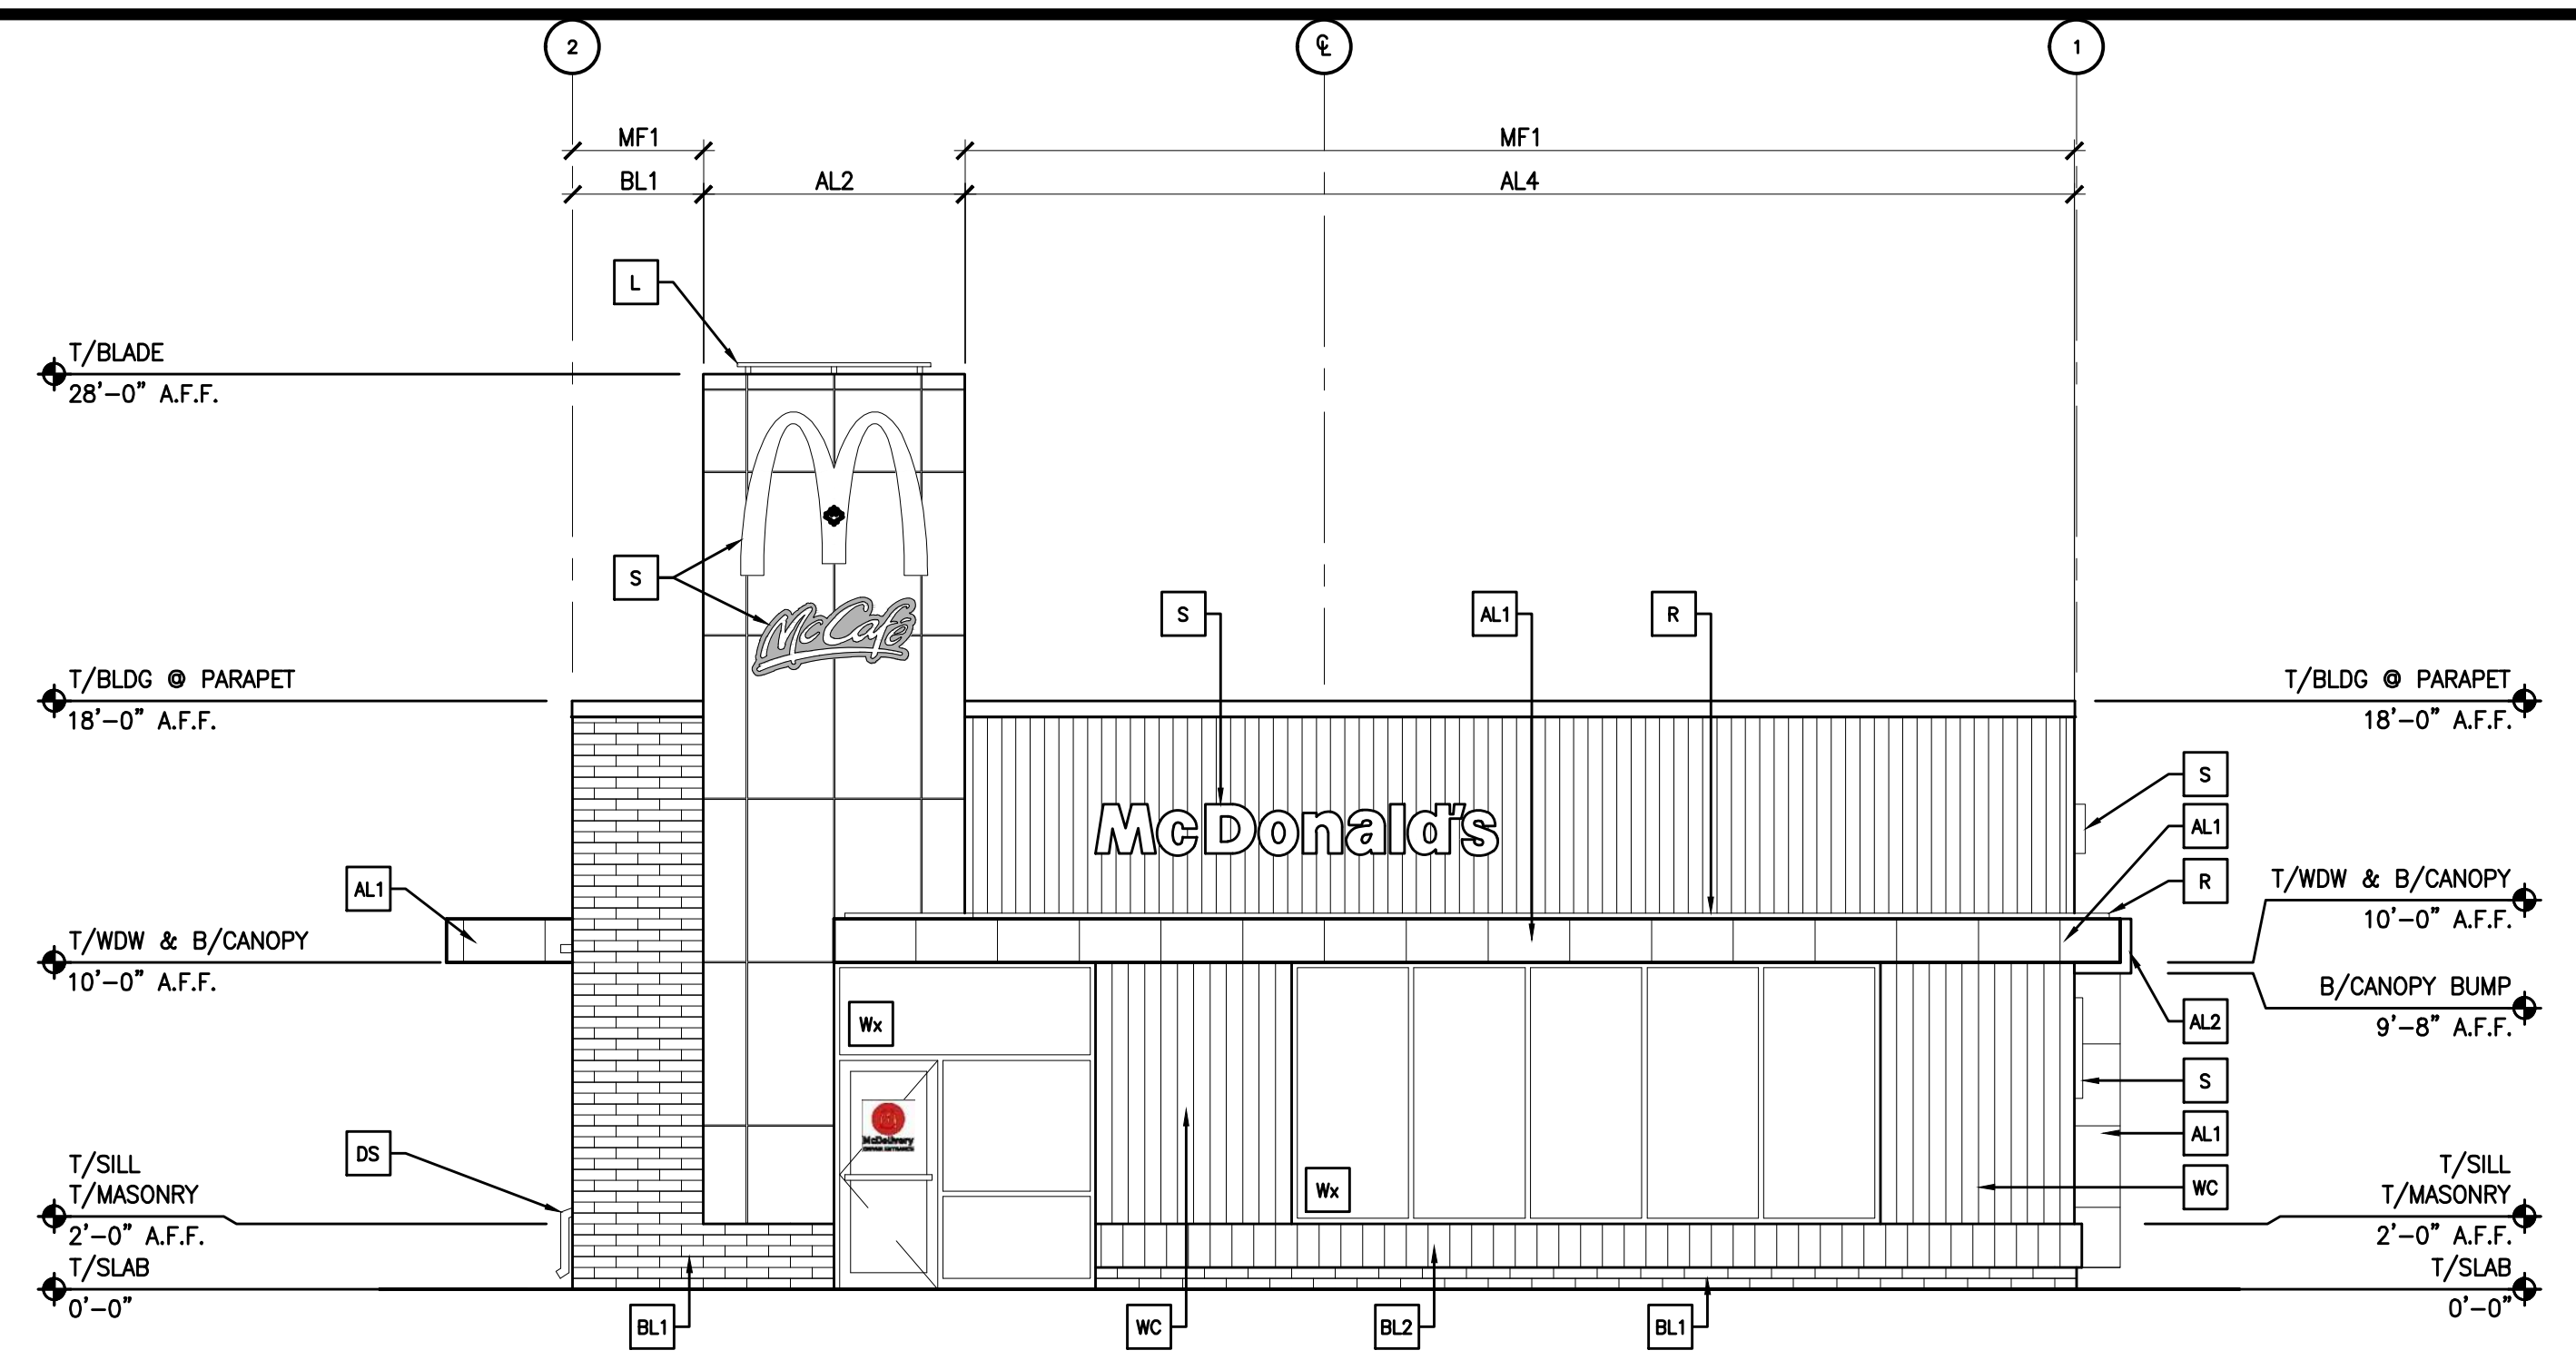 2
℄
1
MF1
MF1
BL1
AL2
AL4
L
T/BLADE
28'-0" A.F.F.
S
McCafé
S
AL1
R
T/BLDG @ PARAPET
18'-0" A.F.F.
T/BLDG @ PARAPET
18'-0" A.F.F.
McDonald's
S
AL1
R
AL1
T/WDW & B/CANOPY
10'-0" A.F.F.
T/WDW & B/CANOPY
10'-0" A.F.F.
B/CANOPY BUMP
9'-8" A.F.F.
Wx
AL2
S
McDelivery
AL1
DS
WC
Wx
T/SILL
T/MASONRY
2'-0" A.F.F.
T/SLAB
0'-0"
T/SILL
T/MASONRY
2'-0" A.F.F.
T/SLAB
0'-0"
BL1
WC
BL2
BL1